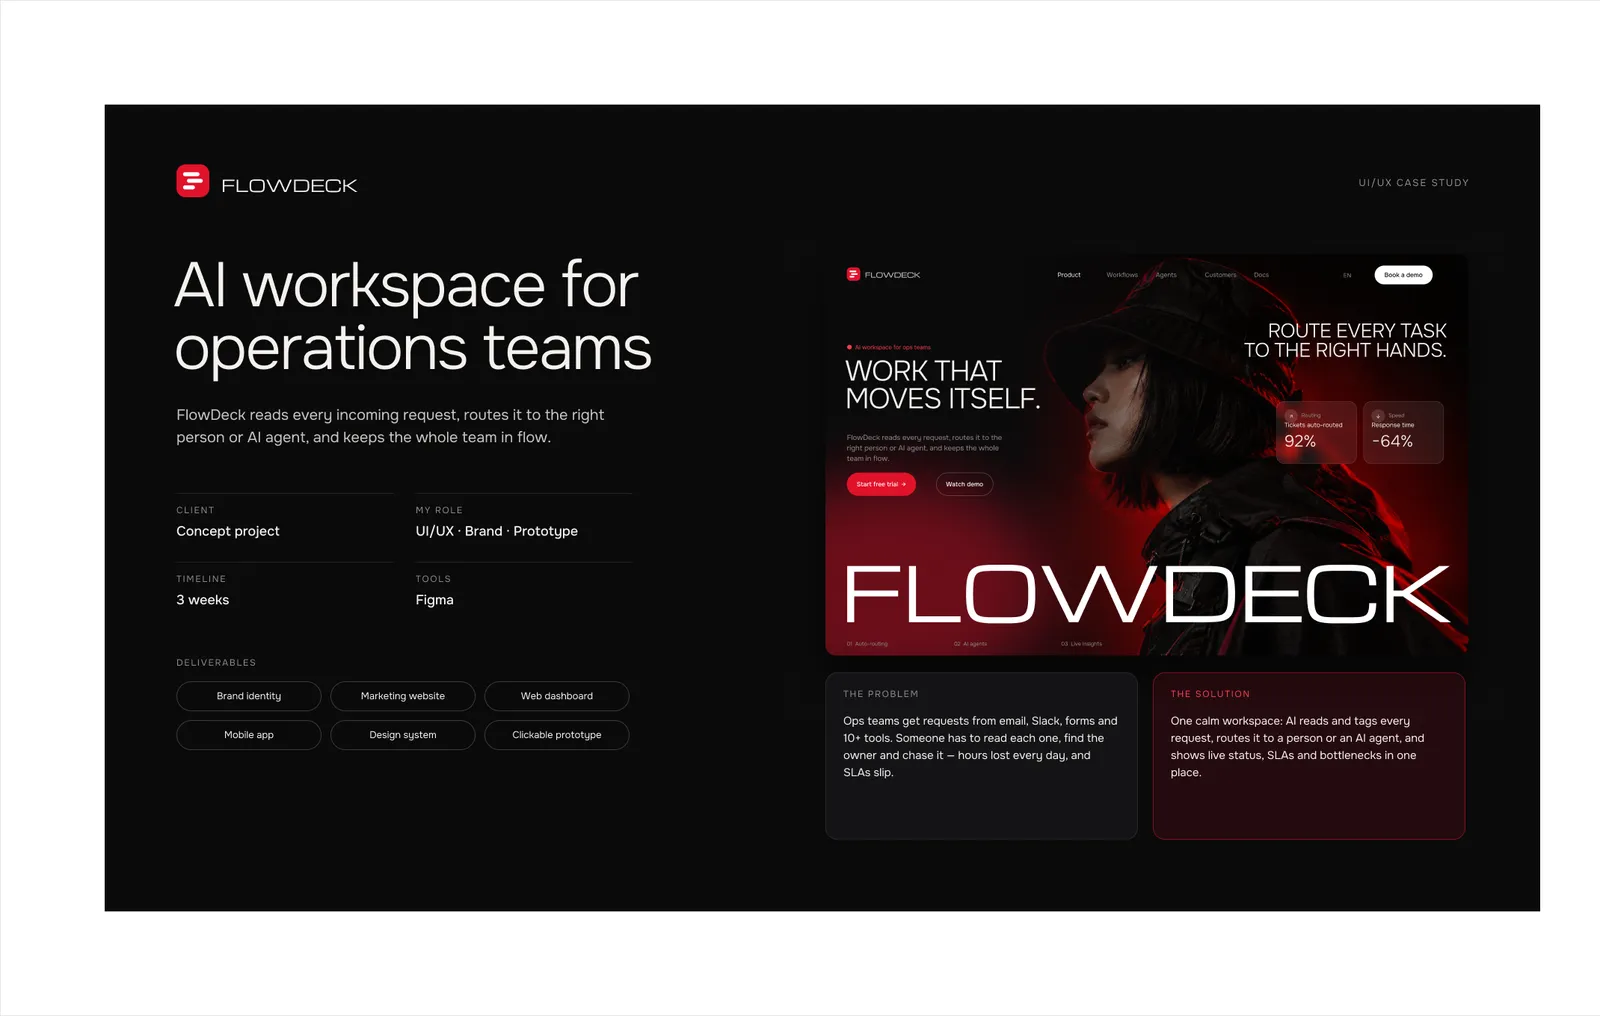 FLOWDECK
UI/UX CASE STUDY
AI workspace for
operations teams
FlowDeck reads every incoming request, routes it to the right
person or AI agent, and keeps the whole team in flow.
CLIENT
Concept project
MY ROLE
UI/UX · Brand · Prototype
TIMELINE
3 weeks
TOOLS
Figma
DELIVERABLES
Brand identity
Marketing website
Web dashboard
Mobile app
Design system
Clickable prototype
FLOWDECK
Product
Workflows
Agents
Customers
Docs
EN
Book a demo
AI workspace for ops teams
WORK THAT
MOVES ITSELF.
FlowDeck reads every request, routes it to the
right person or AI agent, and keeps the whole
team in flow.
Start free trial →
Watch demo
ROUTE EVERY TASK
TO THE RIGHT HANDS.
Routing
Tickets auto-routed
92%
Speed
Response time
−64%
FLOWDECK
01 Auto-routing
02 AI agents
03 Live insights
THE PROBLEM
Ops teams get requests from email, Slack, forms and
10+ tools. Someone has to read each one, find the
owner and chase it — hours lost every day, and
SLAs slip.
THE SOLUTION
One calm workspace: AI reads and tags every
request, routes it to a person or an AI agent, and
shows live status, SLAs and bottlenecks in one
place.